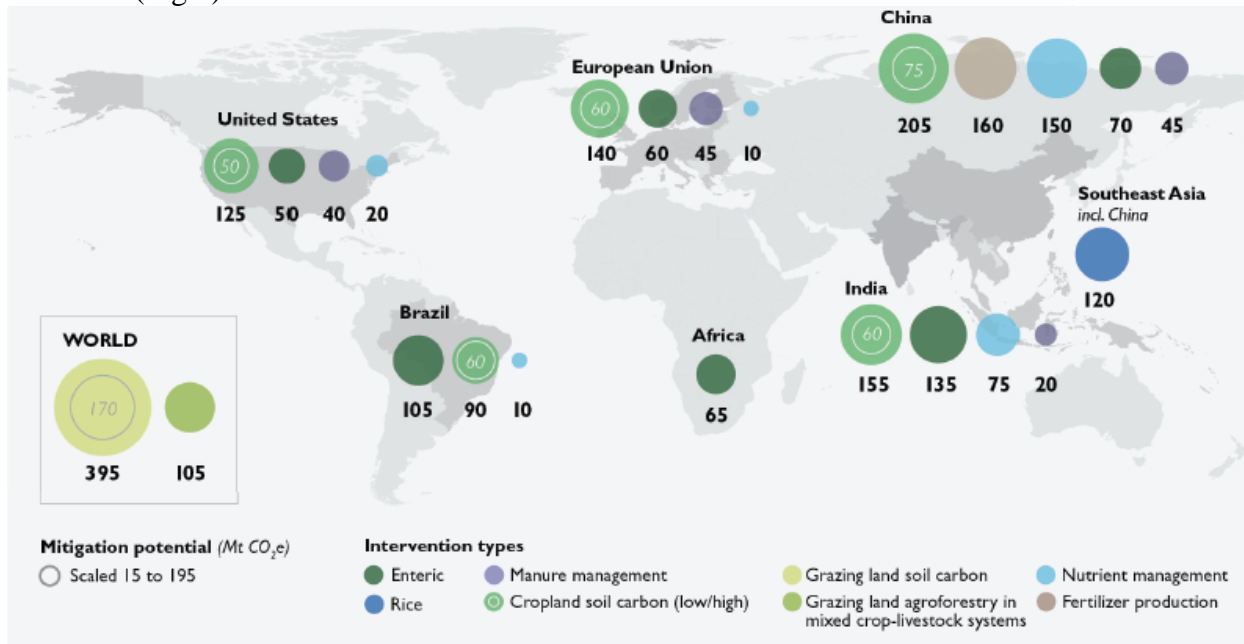 China
75
205 160 150 70 45
European Union
60
140 60 45 10
United States
50
125 50 40 20
Southeast Asia
incl. China
120
India
60
155 135 75 20
Brazil
60
105 90 10
Africa
65
WORLD
170
395 105
Mitigation potential (Mt CO₂e)
Scaled 15 to 195
Intervention types
Enteric
Rice
Manure management
Cropland soil carbon (low/high)
Grazing land soil carbon
Grazing land agroforestry in
mixed crop-livestock systems
Nutrient management
Fertilizer production